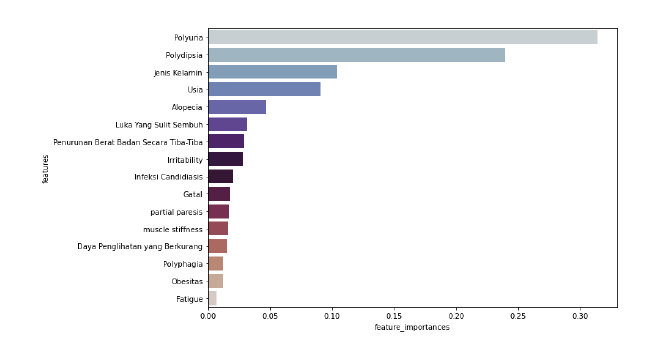 Polyuria
Polydipsia
Jenis Kelamin
Usia
Alopecia
Luka Yang Sulit Sembuh
Penurunan Berat Badan Secara Tiba-Tiba
Irritability
Infeksi Candidiasis
Gatal
partial paresis
muscle stiffness
Daya Penglihatan yang Berkurang
Polyphagia
Obesitas
Fatigue
features
0.00 0.05 0.10 0.15 0.20 0.25 0.30
feature_importances